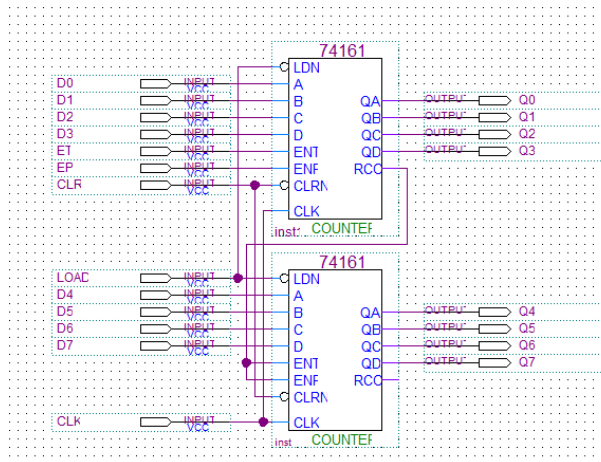 74161
LDN
D0 INPUT VCC A
D1 INPUT VCC B QA OUTPUT Q0
D2 INPUT VCC C QB OUTPUT Q1
D3 INPUT VCC D QC OUTPUT Q2
ET INPUT VCC ENT QD OUTPUT Q3
EP INPUT VCC ENP RCO
CLR INPUT VCC CLRN
CLK
inst1 COUNTER
74161
LOAD INPUT VCC LDN
D4 INPUT VCC A
D5 INPUT VCC B QA OUTPUT Q4
D6 INPUT VCC C QB OUTPUT Q5
D7 INPUT VCC D QC OUTPUT Q6
ENT QD OUTPUT Q7
ENP RCO
CLRN
CLK INPUT VCC CLK
inst COUNTER